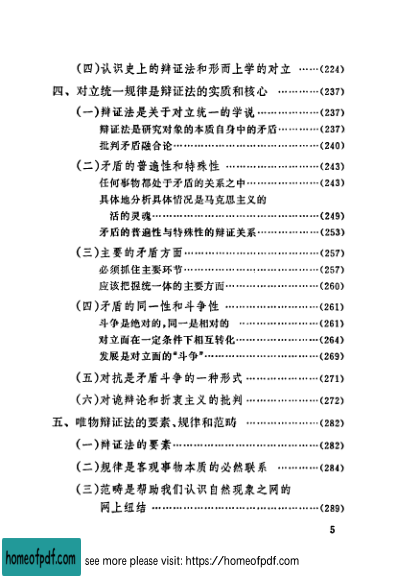 (四)认识史上的辩证法和形而上学的对立 ……(224)
四、对立统一规律是辩证法的实质和核心 …………(237)
(一)辩证法是关于对立统一的学说………………(237)
辩证法是研究对象的本质自身中的矛盾…………(237)
批判矛盾融合论……………………………………(240)
(二)矛盾的普遍性和特殊性 ……………………(243)
任何事物都处于矛盾的关系之中…………………(243)
具体地分析具体情况是马克思主义的
活的灵魂……………………………………………(249)
矛盾的普遍性与特殊性的辩证关系………………(253)
(三)主要的矛盾方面………………………………(257)
必须抓住主要环节…………………………………(257)
应该把握统一体的主要方面………………………(260)
(四)矛盾的同一性和斗争性 ……………………(261)
斗争是绝对的,同一是相对的 ……………………(261)
对立面在一定条件下相互转化……………………(264)
发展是对立面的“斗争”……………………………(269)
(五)对抗是矛盾斗争的一种形式 ………………(271)
(六)对诡辩论和折衷主义的批判…………………(272)
五、唯物辩证法的要素、规律和范畴 ………………(282)
(一)辩证法的要素…………………………………(282)
(二)规律是客观事物本质的必然联系 …………(284)
(三)范畴是帮助我们认识自然现象之网的
网上纽结 ……………………………………(289)
5
homeofpdf.com see more please visit: https://homeofpdf.com